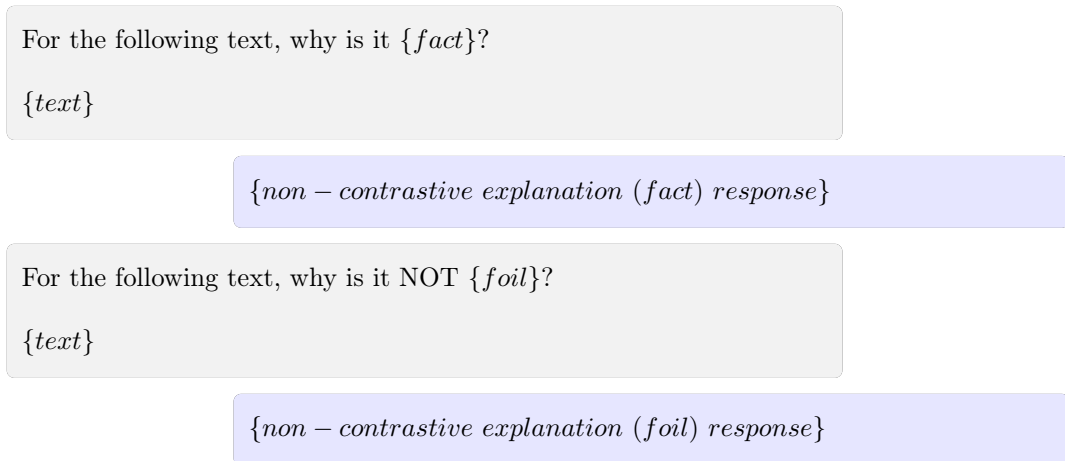 For the following text, why is it {fact}?
{text}
{non − contrastive explanation (fact) response}
For the following text, why is it NOT {foil}?
{text}
{non − contrastive explanation (foil) response}